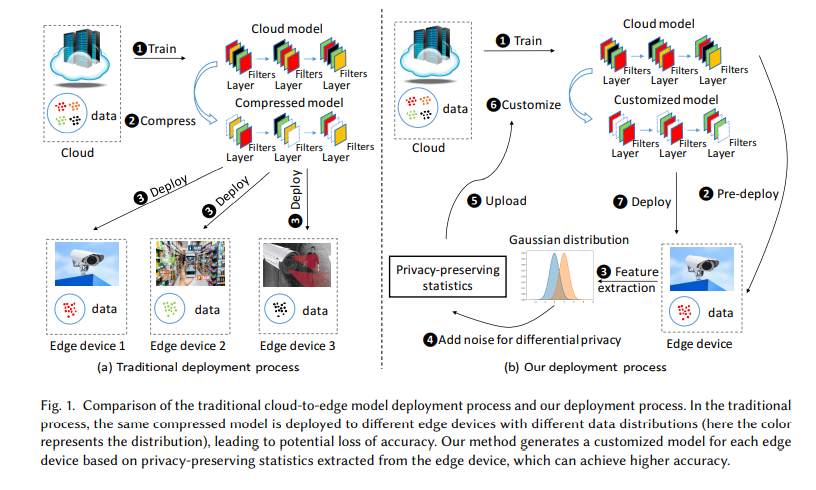 ❶Train
Cloud model
Filters Filters Filters
Layer Layer Layer
data
❷Compress
Compressed model
Filters Filters Filters
Layer Layer Layer
Cloud
❸ Deploy
❸ Deploy
❸ Deploy
data
data
data
Edge device 1
Edge device 2
Edge device 3
(a) Traditional deployment process
❶ Train
Cloud model
Filters Filters Filters
Layer Layer Layer
data
❻Customize
Customized model
Filters Filters Filters
Layer Layer Layer
Cloud
❺ Upload
❼ Deploy
❷ Pre-deploy
Gaussian distribution
Privacy-preserving
statistics
❸ Feature
extraction
data
❹Add noise for differential privacy
Edge device
(b) Our deployment process
Fig. 1. Comparison of the traditional cloud-to-edge model deployment process and our deployment process. In the traditional
process, the same compressed model is deployed to different edge devices with different data distributions (here the color
represents the distribution), leading to potential loss of accuracy. Our method generates a customized model for each edge
device based on privacy-preserving statistics extracted from the edge device, which can achieve higher accuracy.